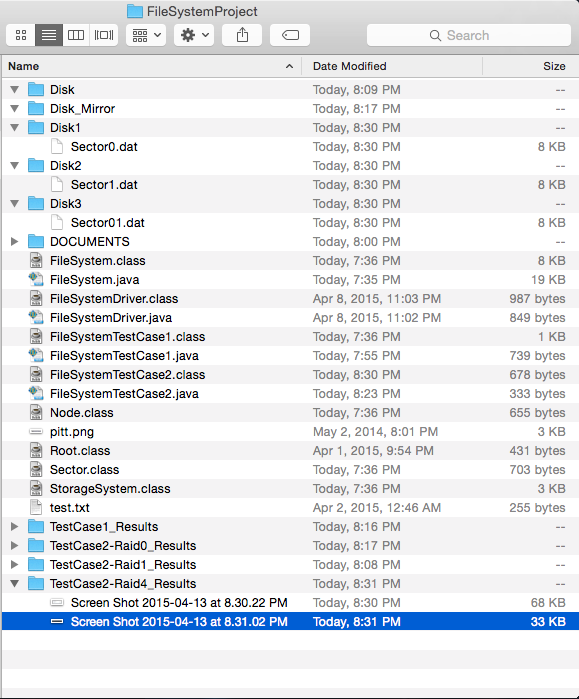 FileSystemProject
Search
Name Date Modified Size
Disk Today, 8:09 PM --
Disk_Mirror Today, 8:17 PM --
Disk1 Today, 8:30 PM --
Sector0.dat Today, 8:30 PM 8 KB
Disk2 Today, 8:30 PM --
Sector1.dat Today, 8:30 PM 8 KB
Disk3 Today, 8:30 PM --
Sector01.dat Today, 8:30 PM 8 KB
DOCUMENTS Today, 8:00 PM --
FileSystem.class Today, 7:36 PM 8 KB
FileSystem.java Today, 7:35 PM 19 KB
FileSystemDriver.class Apr 8, 2015, 11:03 PM 987 bytes
FileSystemDriver.java Apr 8, 2015, 11:02 PM 849 bytes
FileSystemTestCase1.class Today, 7:36 PM 1 KB
FileSystemTestCase1.java Today, 7:55 PM 739 bytes
FileSystemTestCase2.class Today, 8:30 PM 678 bytes
FileSystemTestCase2.java Today, 8:23 PM 333 bytes
Node.class Today, 7:36 PM 655 bytes
pitt.png May 2, 2014, 8:01 PM 3 KB
Root.class Apr 1, 2015, 9:54 PM 431 bytes
Sector.class Today, 7:36 PM 703 bytes
StorageSystem.class Today, 7:36 PM 3 KB
test.txt Apr 2, 2015, 12:46 AM 255 bytes
TestCase1_Results Today, 8:16 PM --
TestCase2-Raid0_Results Today, 8:17 PM --
TestCase2-Raid1_Results Today, 8:08 PM --
TestCase2-Raid4_Results Today, 8:31 PM --
Screen Shot 2015-04-13 at 8.30.22 PM Today, 8:30 PM 68 KB
Screen Shot 2015-04-13 at 8.31.02 PM Today, 8:31 PM 33 KB